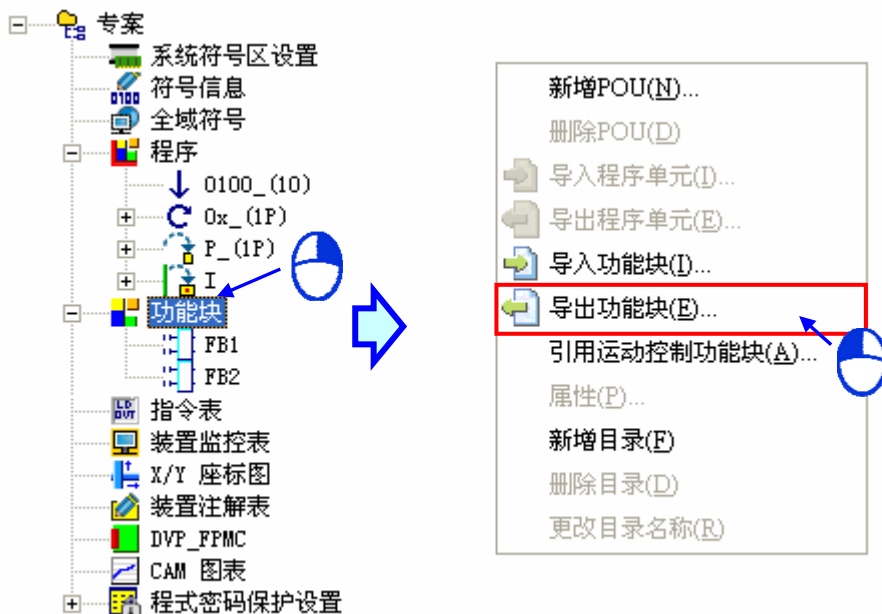 专案
系统符号区设置
符号信息
全域符号
程序
O100_(10)
Ox_(1P)
P_(1P)
I
功能块
FB1
FB2
指令表
装置监控表
X/Y 座标图
装置注解表
DVP_FPMC
CAM 图表
程式密码保护设置
新增POU(N)...
删除POU(D)
导入程序单元(I)...
导出程序单元(E)...
导入功能块(I)...
导出功能块(E)...
引用运动控制功能块(A)...
属性(P)...
新增目录(F)
删除目录(D)
更改目录名称(R)